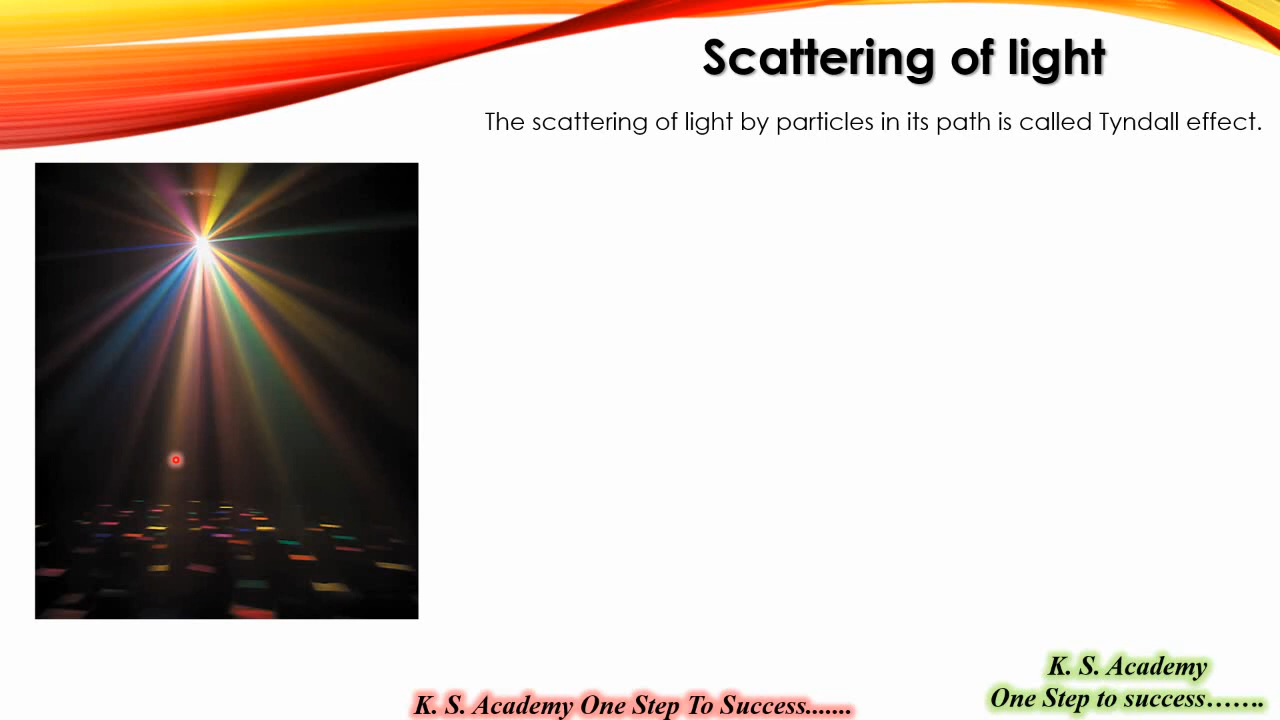 Scattering of light
The scattering of light by particles in its path is called Tyndall effect.
K. S. Academy
One Step to success…….
K. S. Academy One Step To Success.......